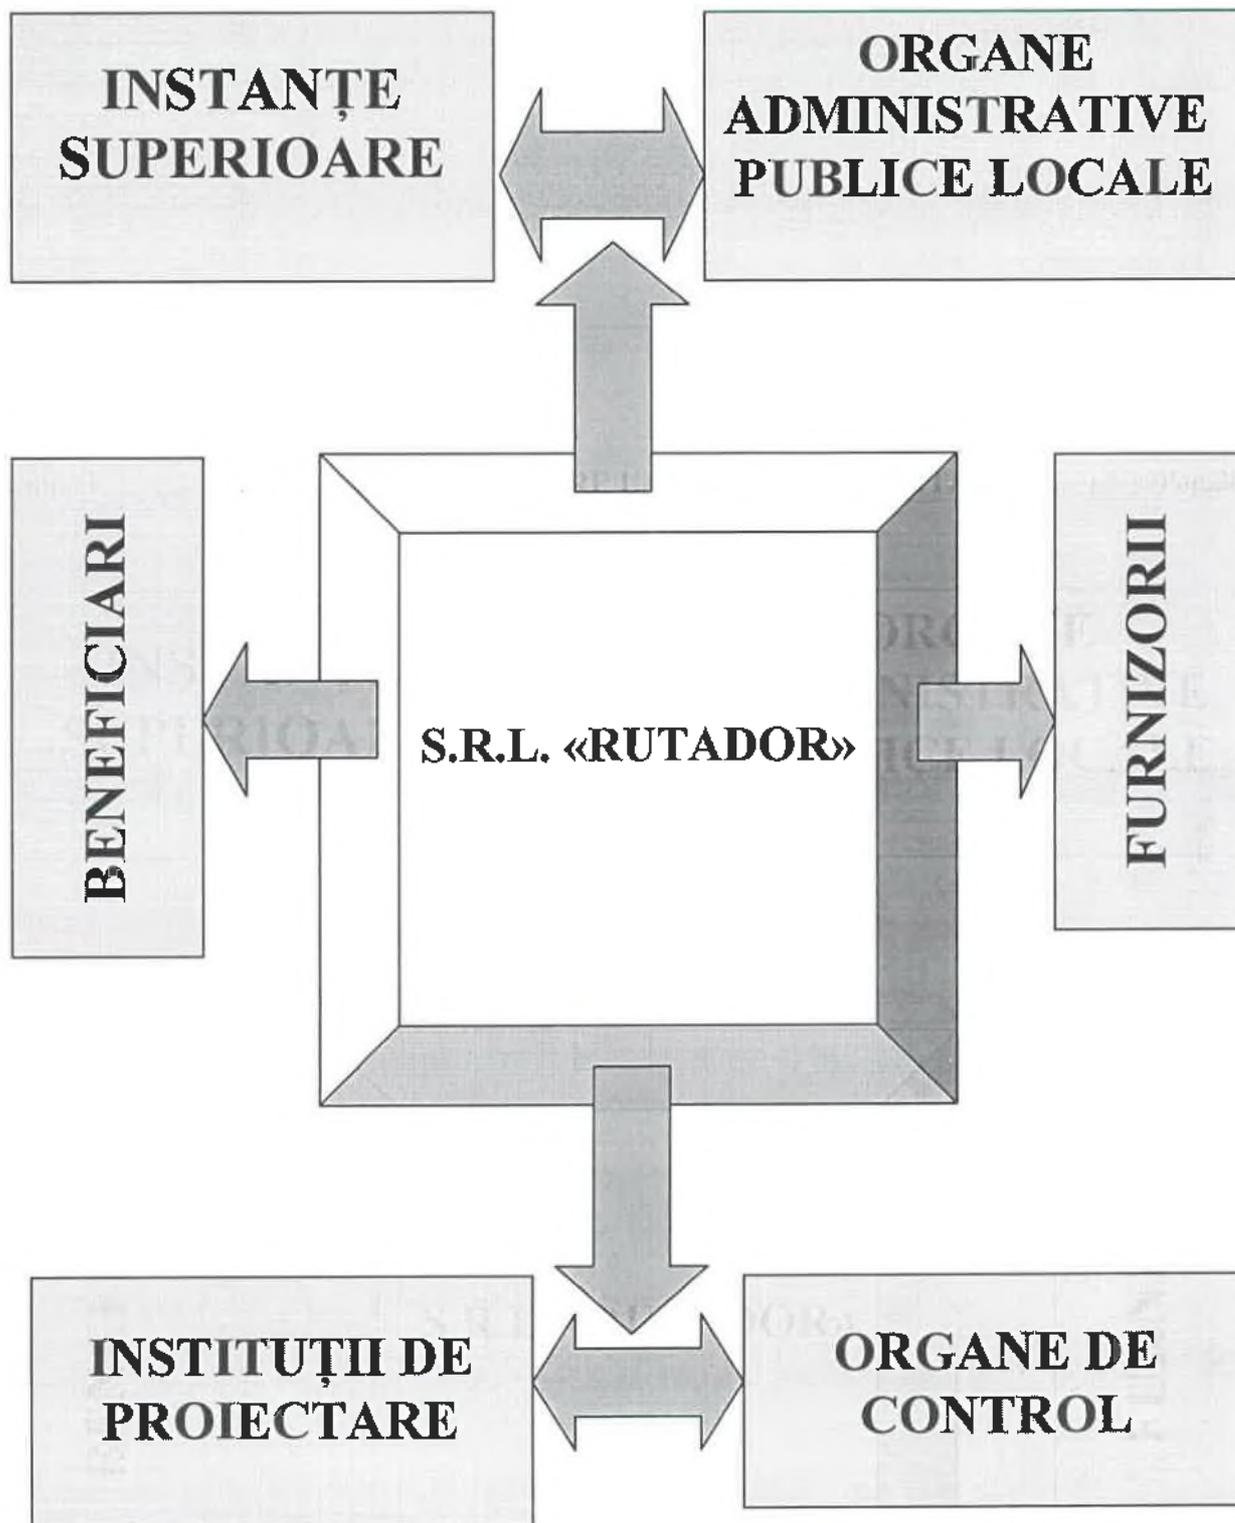 INSTANȚE
SUPERIOARE
ORGANE
ADMINISTRATIVE
PUBLICE LOCALE
BENEFICIARI
S.R.L. «RUTADOR»
FURNIZORII
INSTITUȚII DE
PROIECTARE
ORGANE DE
CONTROL